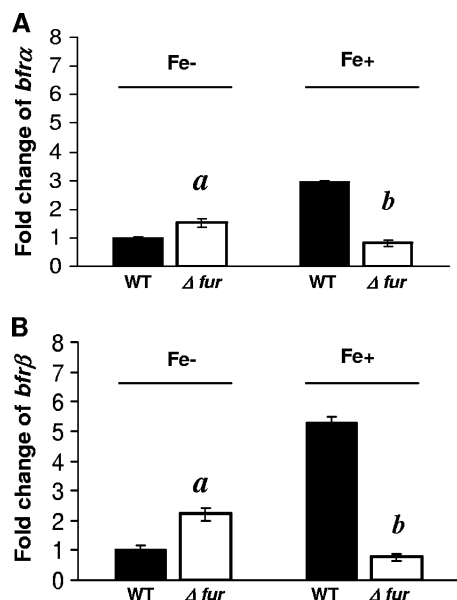 A
Fold change of bfrα
8
7
6
5
4
3
2
1
0
Fe-
Fe+
a
b
WT
Δ fur
WT
Δ fur
B
Fold change of bfrβ
8
7
6
5
4
3
2
1
0
Fe-
Fe+
a
b
WT
Δ fur
WT
Δ fur